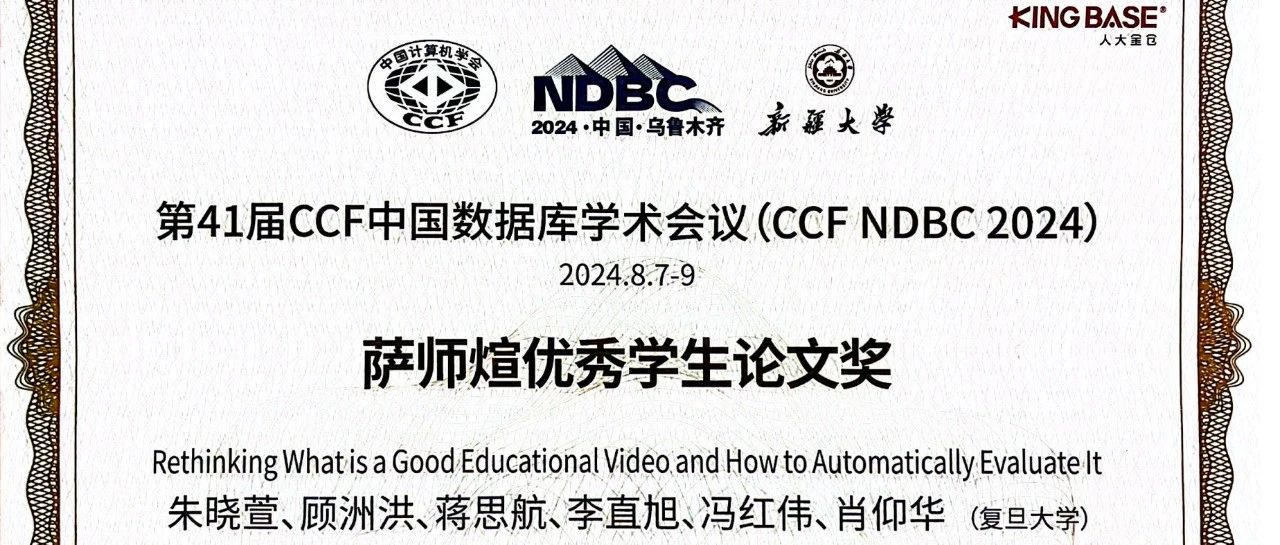 KINGBASE®
人大金仓
中国计算机学会
CCF
NDBC
2024·中国·乌鲁木齐
新疆大学
第41届CCF中国数据库学术会议(CCF NDBC 2024)
2024.8.7-9
萨师煊优秀学生论文奖
Rethinking What is a Good Educational Video and How to Automatically Evaluate It
朱晓萱、顾洲洪、蒋思航、李直旭、冯红伟、肖仰华 (复旦大学)